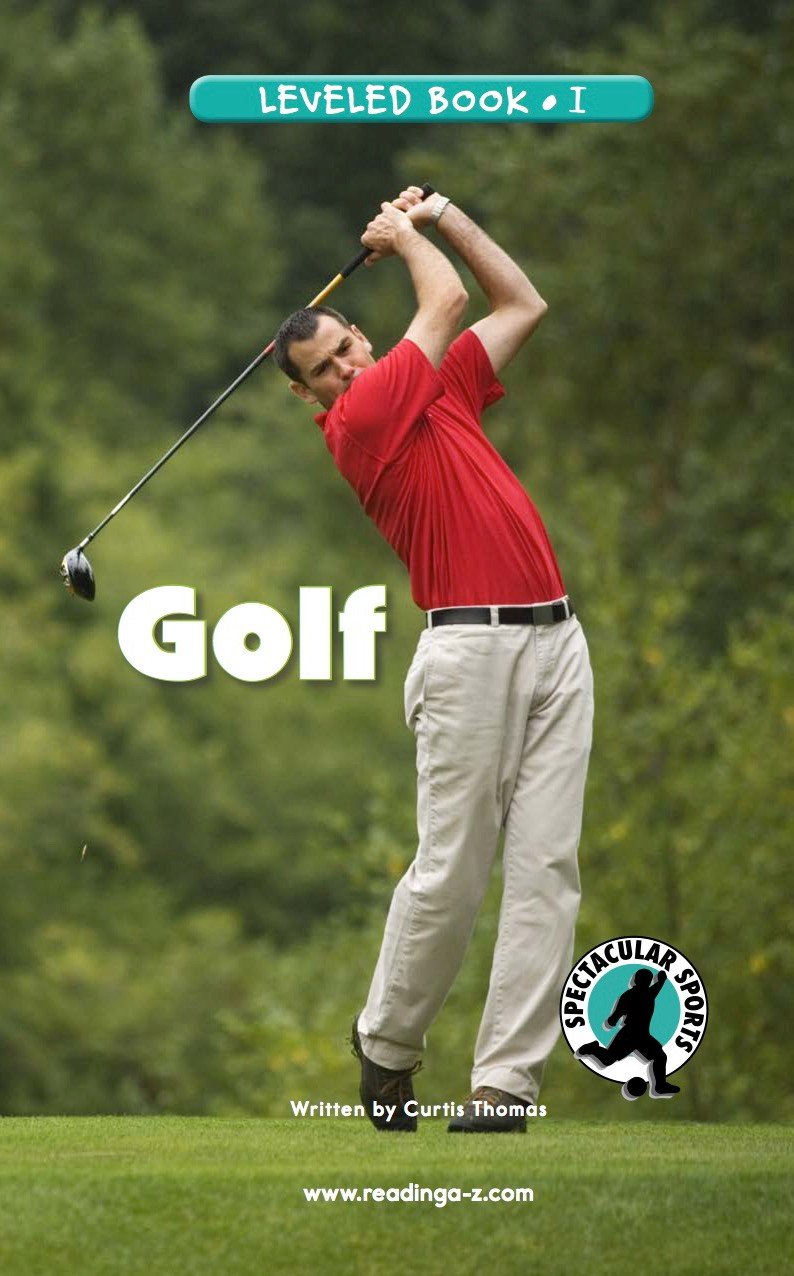 LEVELED BOOK • I
Golf
SPECTACULAR SPORTS
Written by Curtis Thomas
www.readinga-z.com